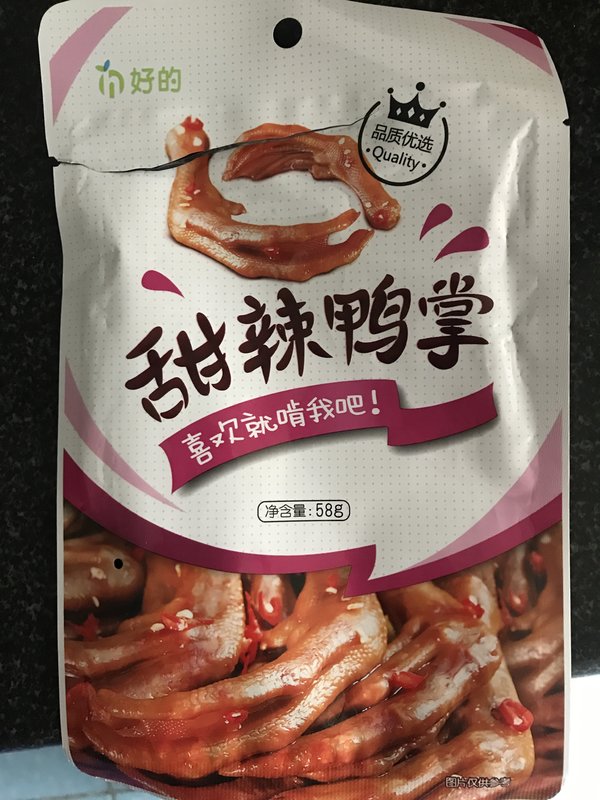 好的
品质优选
Quality
甜辣鸭掌
喜欢就啃我吧！
净含量：58g
图片仅供参考